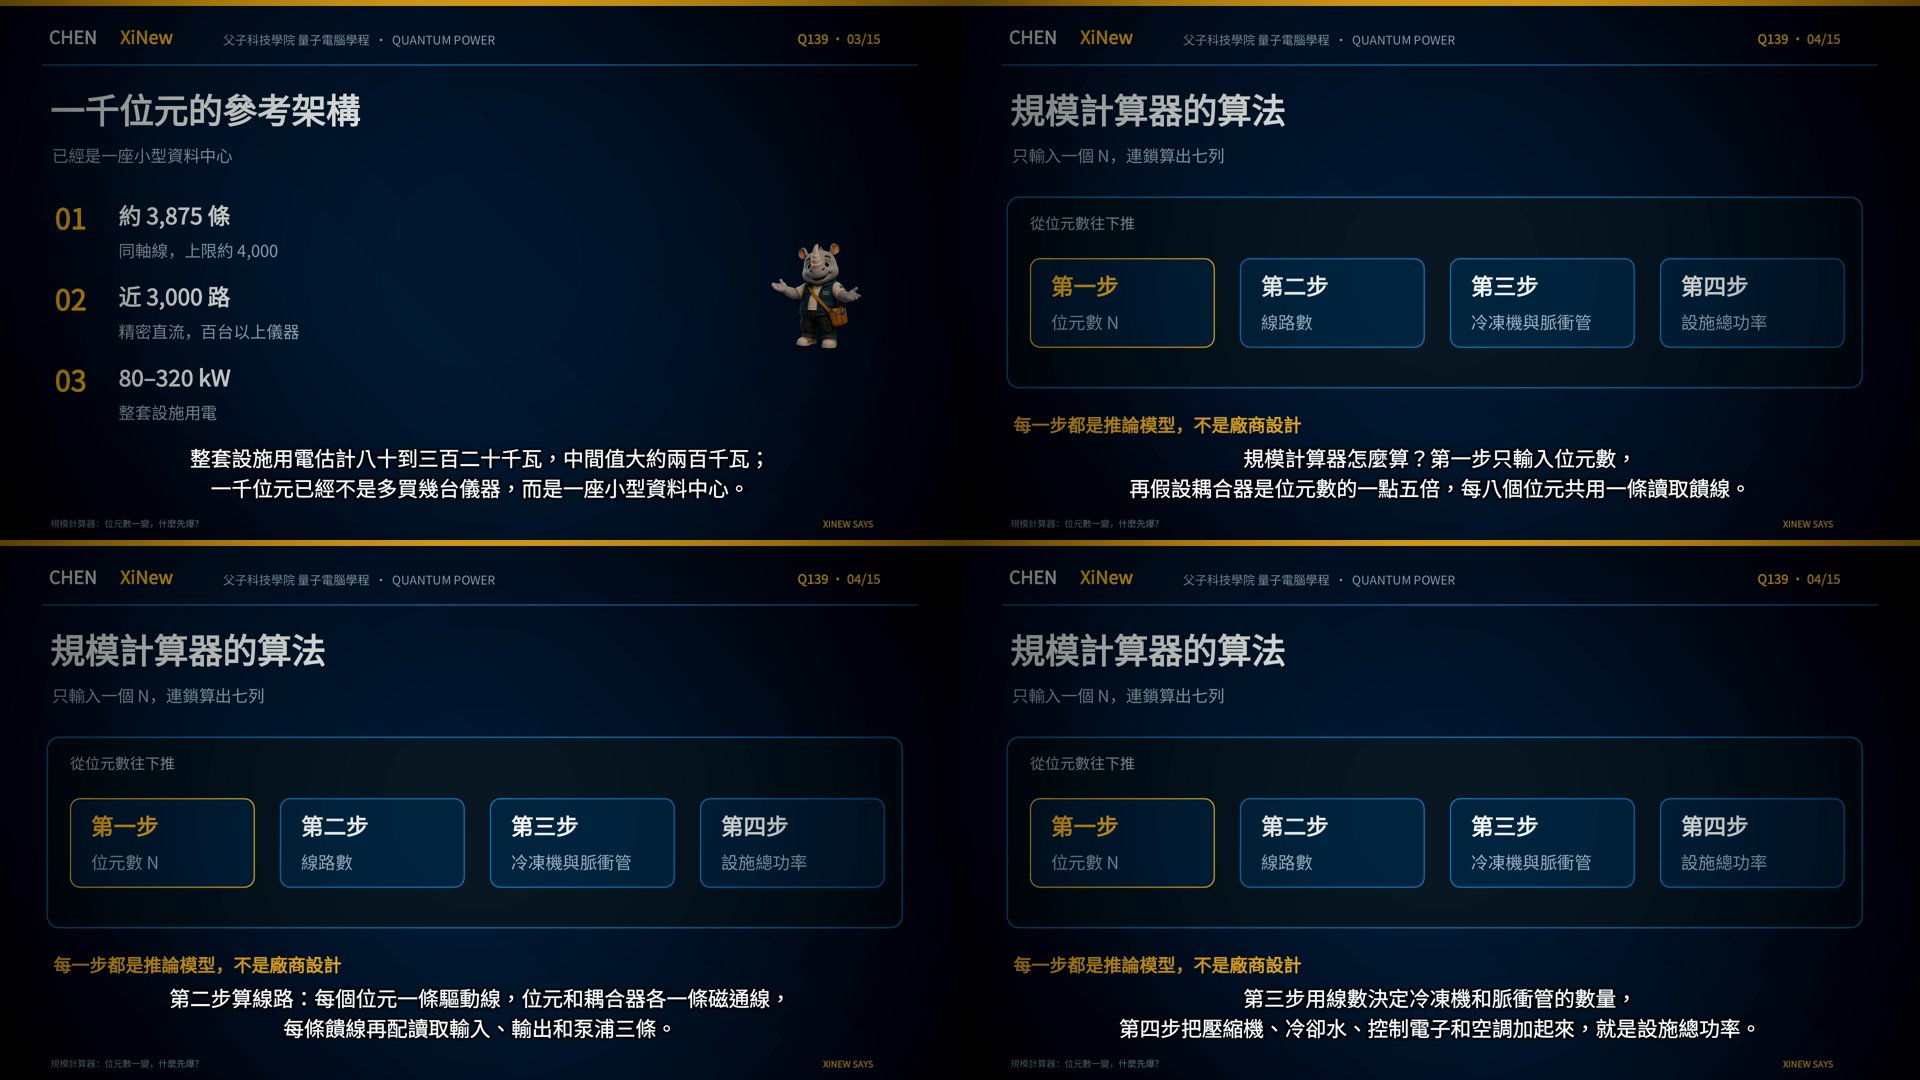 CHEN XiNew 父子科技學院 量子電腦學程 · QUANTUM POWER Q139 · 03/15
一千位元的參考架構
已經是一座小型資料中心
01 約 3,875 條
同軸線，上限約 4,000
02 近 3,000 路
精密直流，百台以上儀器
03 80–320 kW
整套設施用電
整套設施用電估計八十到三百二十千瓦，中間值大約兩百千瓦；
一千位元已經不是多買幾台儀器，而是一座小型資料中心。
規模計算器：位元數一變，什麼先爆？ XINEW SAYS
CHEN XiNew 父子科技學院 量子電腦學程 · QUANTUM POWER Q139 · 04/15
規模計算器的算法
只輸入一個 N，連鎖算出七列
從位元數往下推
第一步 第二步 第三步 第四步
位元數 N 線路數 冷凍機與脈衝管 設施總功率
每一步都是推論模型，不是廠商設計
規模計算器怎麼算？第一步只輸入位元數，
再假設耦合器是位元數的一點五倍，每八個位元共用一條讀取饋線。
規模計算器：位元數一變，什麼先爆？ XINEW SAYS
CHEN XiNew 父子科技學院 量子電腦學程 · QUANTUM POWER Q139 · 04/15
規模計算器的算法
只輸入一個 N，連鎖算出七列
從位元數往下推
第一步 第二步 第三步 第四步
位元數 N 線路數 冷凍機與脈衝管 設施總功率
每一步都是推論模型，不是廠商設計
第二步算線路：每個位元一條驅動線，位元和耦合器各一條磁通線，
每條饋線再配讀取輸入、輸出和泵浦三條。
規模計算器：位元數一變，什麼先爆？ XINEW SAYS
CHEN XiNew 父子科技學院 量子電腦學程 · QUANTUM POWER Q139 · 04/15
規模計算器的算法
只輸入一個 N，連鎖算出七列
從位元數往下推
第一步 第二步 第三步 第四步
位元數 N 線路數 冷凍機與脈衝管 設施總功率
每一步都是推論模型，不是廠商設計
第三步用線數決定冷凍機和脈衝管的數量，
第四步把壓縮機、冷卻水、控制電子和空調加起來，就是設施總功率。
規模計算器：位元數一變，什麼先爆？ XINEW SAYS